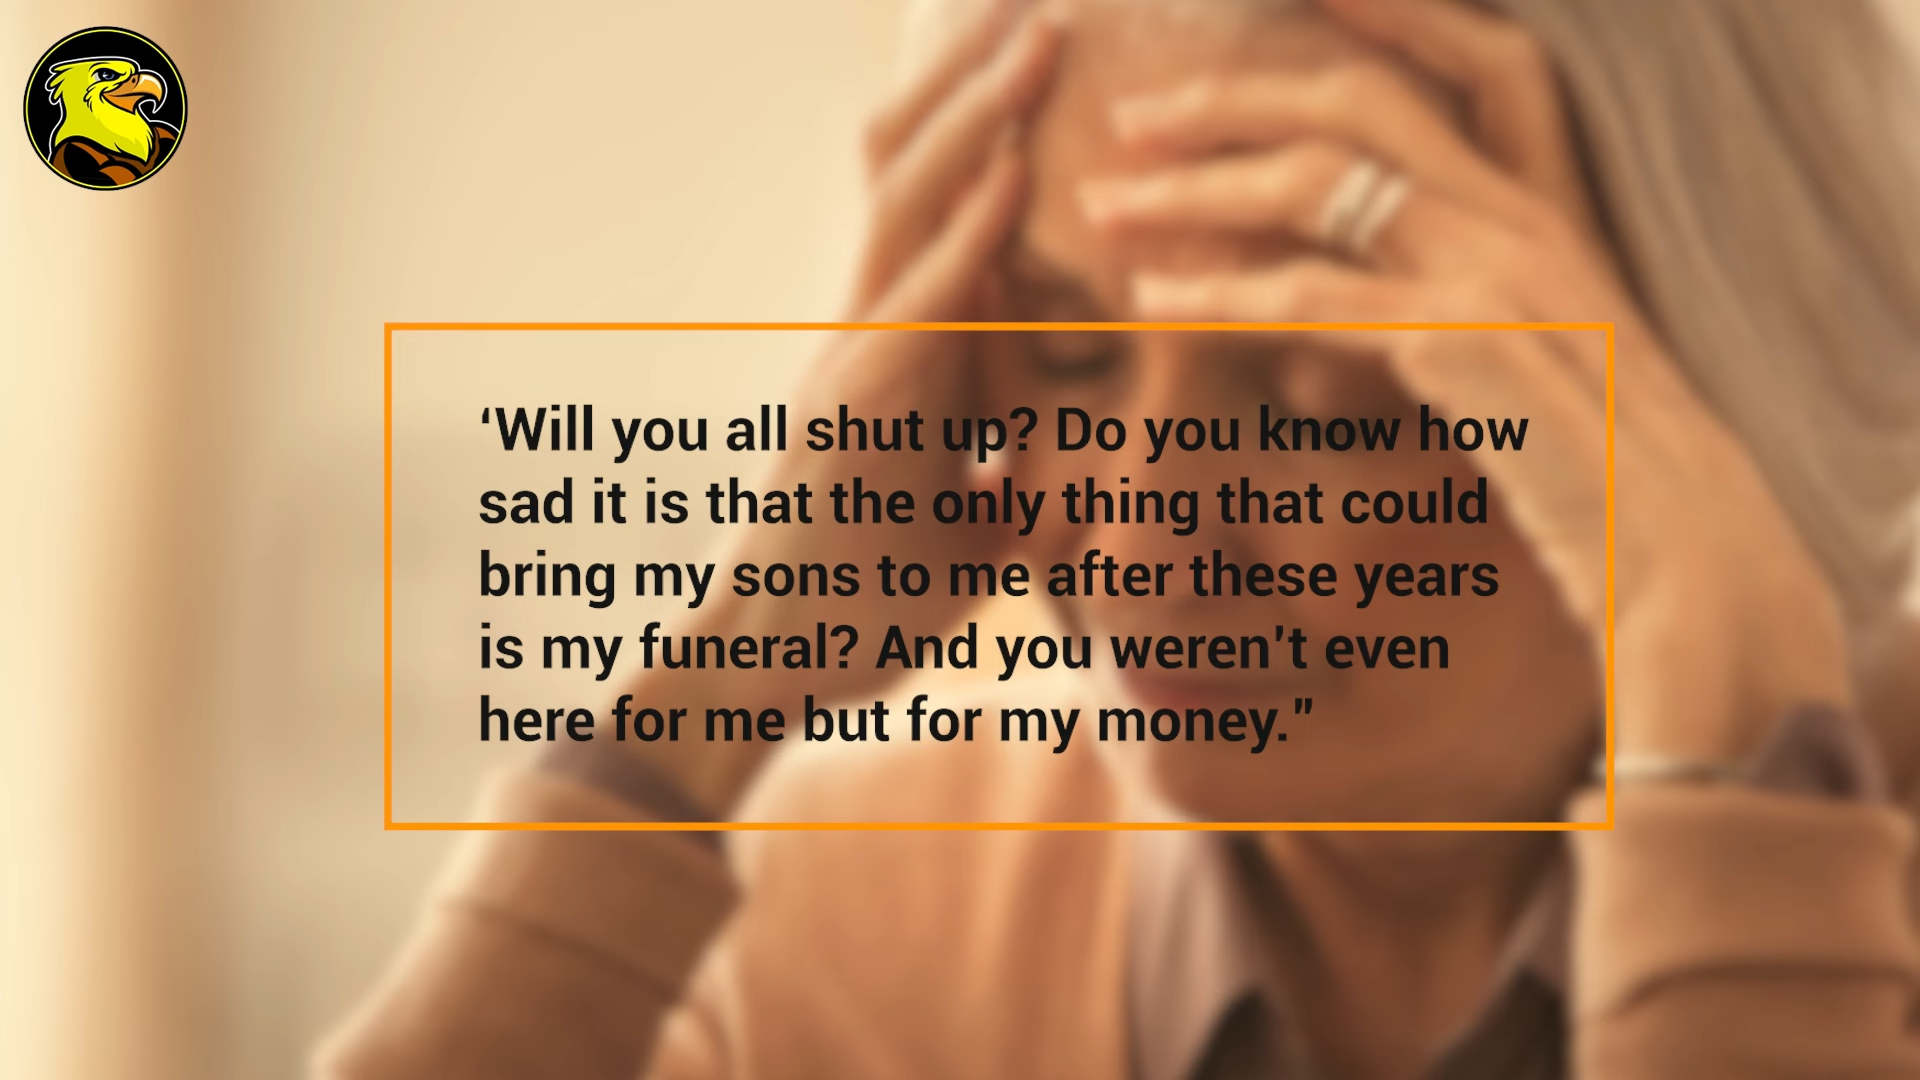 ‘Will you all shut up? Do you know how
sad it is that the only thing that could
bring my sons to me after these years
is my funeral? And you weren't even
here for me but for my money."